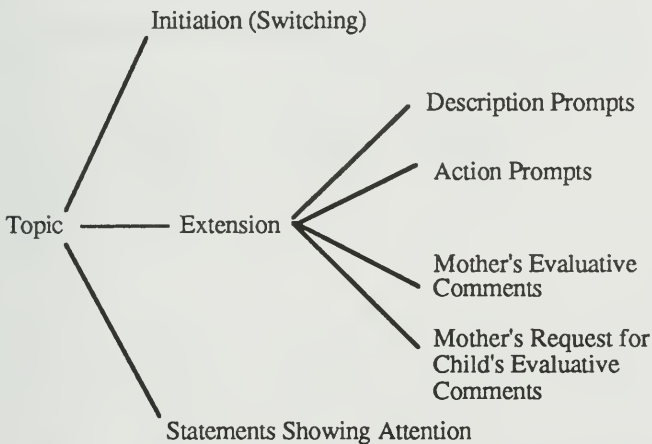 Initiation (Switching)
Description Prompts
Action Prompts
Topic
Extension
Mother's Evaluative
Comments
Mother's Request for
Child's Evaluative
Comments
Statements Showing Attention